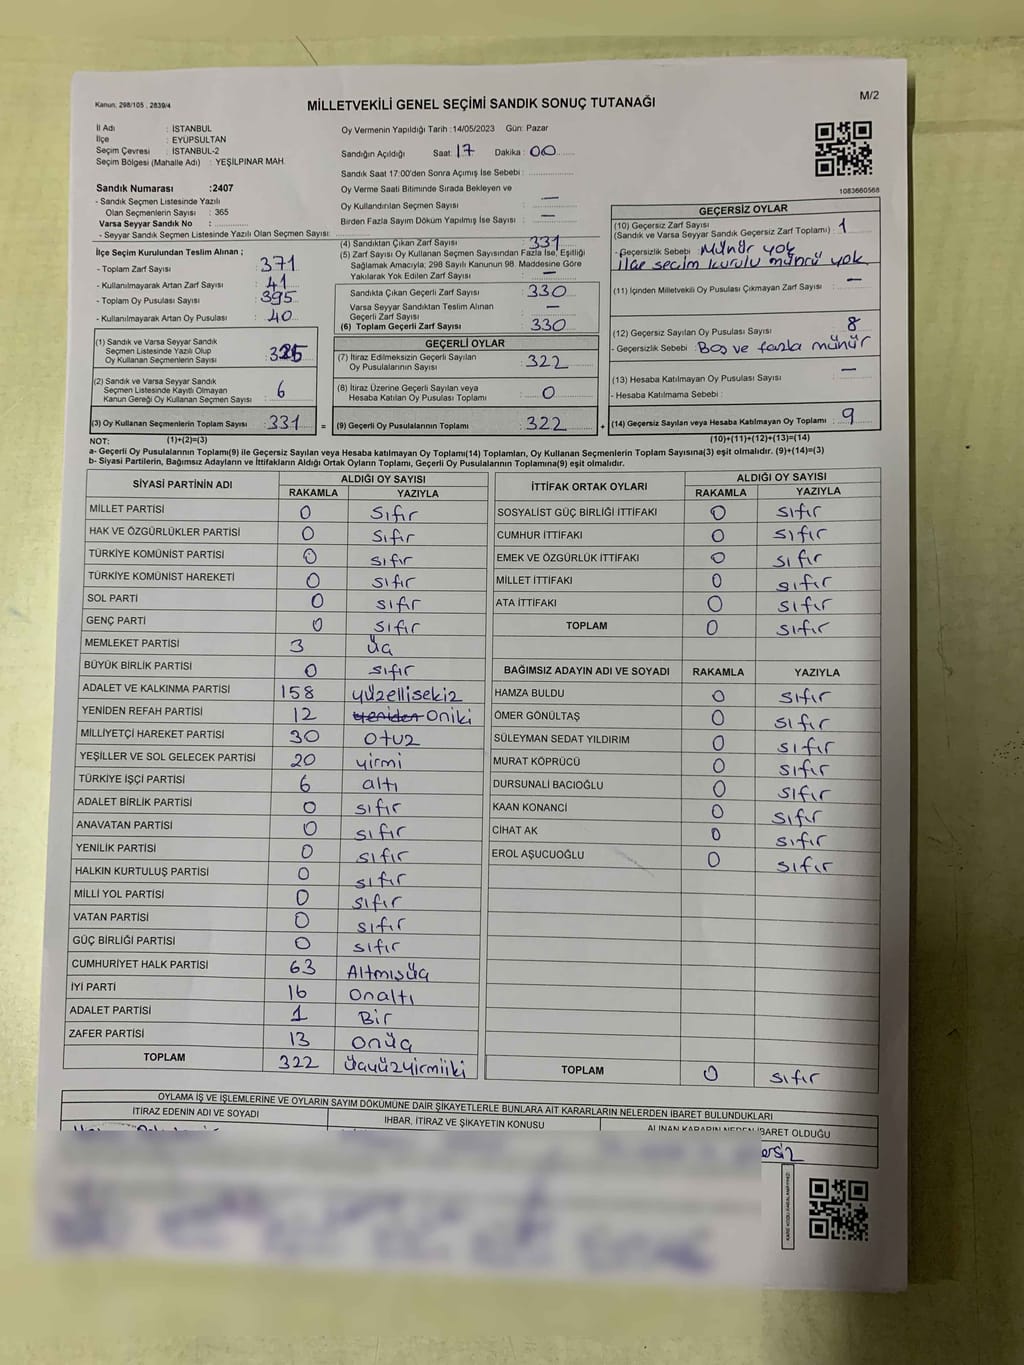 Kanun, 298/105 , 2839/4
MİLLETVEKİLİ GENEL SEÇİMİ SANDIK SONUÇ TUTANAĞI
M/2
İl Adı : İSTANBUL
İlçe : EYÜPSULTAN
Seçim Çevresi : İSTANBUL-2
Seçim Bölgesi (Mahalle Adı) : YEŞİLPINAR MAH.
Oy Vermenin Yapıldığı Tarih : 14/05/2023 Gün: Pazar
Sandığın Açıldığı Saat: 17 Dakika : 00
Sandık Saat 17:00'den Sonra Açımış İse Sebebi :
Sandık Numarası :2407
- Sandık Seçmen Listesinde Yazılı
Olan Seçmenlerin Sayısı : 365
Varsa Seyyar Sandık No :
- Seyyar Sandık Seçmen Listesinde Yazılı Olan Seçmen Sayısı:
Oy Verme Saati Bitiminde Sırada Bekleyen ve
Oy Kullandırılan Seçmen Sayısı : —
Birden Fazla Sayım Döküm Yapılmış İse Sayısı : —
1083660568
İlçe Seçim Kurulundan Teslim Alınan ;
- Toplam Zarf Sayısı : 371
- Kullanılmayarak Artan Zarf Sayısı : 41
- Toplam Oy Pusulası Sayısı : 395
- Kullanılmayarak Artan Oy Pusulası : 40
(1) Sandık ve Varsa Seyyar Sandık
Seçmen Listesinde Yazılı Olup
Oy Kullanan Seçmenlerin Sayısı : 325
(2) Sandık ve Varsa Seyyar Sandık
Seçmen Listesinde Kayıtlı Olmayan
Kanun Gereği Oy Kullanan Seçmen Sayısı : 6
(3) Oy Kullanan Seçmenlerin Toplam Sayısı : 331 =
(4) Sandıktan Çıkan Zarf Sayısı : 331
(5) Zarf Sayısı Oy Kullanan Seçmen Sayısından Fazla İse, Eşitliği
Sağlamak Amacıyla; 298 Sayılı Kanunun 98. Maddesine Göre
Yakılarak Yok Edilen Zarf Sayısı : —
Sandıkta Çıkan Geçerli Zarf Sayısı : 330
Varsa Seyyar Sandıktan Teslim Alınan
Geçerli Zarf Sayısı : —
(6) Toplam Geçerli Zarf Sayısı : 330
GEÇERLİ OYLAR
(7) İtiraz Edilmeksizin Geçerli Sayılan
Oy Pusulalarının Sayısı : 322
(8) İtiraz Üzerine Geçerli Sayılan veya
Hesaba Katılan Oy Pusulası Toplamı : 0
(9) Geçerli Oy Pusulalarının Toplamı : 322 +
GEÇERSİZ OYLAR
(10) Geçersiz Zarf Sayısı
(Sandık ve Varsa Seyyar Sandık Geçersiz Zarf Toplamı) : 1
- Geçersizlik Sebebi : Mühür yok
ilçe seçim kurulu mührü yok
(11) İçinden Milletvekili Oy Pusulası Çıkmayan Zarf Sayısı : —
(12) Geçersiz Sayılan Oy Pusulası Sayısı : 8
- Geçersizlik Sebebi : Boş ve fazla mühür
(13) Hesaba Katılmayan Oy Pusulası Sayısı : —
- Hesaba Katılmama Sebebi :
(14) Geçersiz Sayılan veya Hesaba Katılmayan Oy Toplamı : 9
NOT: (1)+(2)=(3) (10)+(11)+(12)+(13)=(14)
a- Geçerli Oy Pusulalarının Toplamı(9) ile Geçersiz Sayılan veya Hesaba katılmayan Oy Toplamı(14) Toplamları, Oy Kullanan Seçmenlerin Toplam Sayısına(3) eşit olmalıdır. (9)+(14)=(3)
b- Siyasi Partilerin, Bağımsız Adayların ve İttifakların Aldığı Ortak Oyların Toplamı, Geçerli Oy Pusulalarının Toplamına(9) eşit olmalıdır.
SİYASİ PARTİNİN ADI ALDIĞI OY SAYISI
RAKAMLA YAZIYLA
MİLLET PARTİSİ 0 sıfır
HAK VE ÖZGÜRLÜKLER PARTİSİ 0 sıfır
TÜRKİYE KOMÜNİST PARTİSİ 0 sıfır
TÜRKİYE KOMÜNİST HAREKETİ 0 sıfır
SOL PARTİ 0 sıfır
GENÇ PARTİ 0 sıfır
MEMLEKET PARTİSİ 3 üç
BÜYÜK BİRLİK PARTİSİ 0 sıfır
ADALET VE KALKINMA PARTİSİ 158 yüzellisekiz
YENİDEN REFAH PARTİSİ 12 yeniden oniki
MİLLİYETÇİ HAREKET PARTİSİ 30 otuz
YEŞİLLER VE SOL GELECEK PARTİSİ 20 yirmi
TÜRKİYE İŞÇİ PARTİSİ 6 altı
ADALET BİRLİK PARTİSİ 0 sıfır
ANAVATAN PARTİSİ 0 sıfır
YENİLİK PARTİSİ 0 sıfır
HALKIN KURTULUŞ PARTİSİ 0 sıfır
MİLLİ YOL PARTİSİ 0 sıfır
VATAN PARTİSİ 0 sıfır
GÜÇ BİRLİĞİ PARTİSİ 0 sıfır
CUMHURİYET HALK PARTİSİ 63 Altmışüç
İYİ PARTİ 16 onaltı
ADALET PARTİSİ 1 Bir
ZAFER PARTİSİ 13 onüç
TOPLAM 322 üçyüzyirmiiki
İTTİFAK ORTAK OYLARI ALDIĞI OY SAYISI
RAKAMLA YAZIYLA
SOSYALİST GÜÇ BİRLİĞİ İTTİFAKI 0 sıfır
CUMHUR İTTİFAKI 0 sıfır
EMEK VE ÖZGÜRLÜK İTTİFAKI 0 sıfır
MİLLET İTTİFAKI 0 sıfır
ATA İTTİFAKI 0 sıfır
TOPLAM 0 sıfır
BAĞIMSIZ ADAYIN ADI VE SOYADI RAKAMLA YAZIYLA
HAMZA BULDU 0 sıfır
ÖMER GÖNÜLTAŞ 0 sıfır
SÜLEYMAN SEDAT YILDIRIM 0 sıfır
MURAT KÖPRÜCÜ 0 sıfır
DURSUNALİ BACIOĞLU 0 sıfır
KAAN KONANCİ 0 sıfır
CİHAT AK 0 sıfır
EROL AŞUCUOĞLU 0 sıfır
TOPLAM 0 sıfır
OYLAMA İŞ VE İŞLEMLERİNE VE OYLARIN SAYIM DÖKÜMÜNE DAİR ŞİKAYETLERLE BUNLARA AİT KARARLARIN NELERDEN İBARET BULUNDUKLARI
İTİRAZ EDENİN ADI VE SOYADI IHBAR, İTİRAZ VE ŞİKAYETİN KONUSU ALINAN KARARIN NEDEN İBARET OLDUĞU